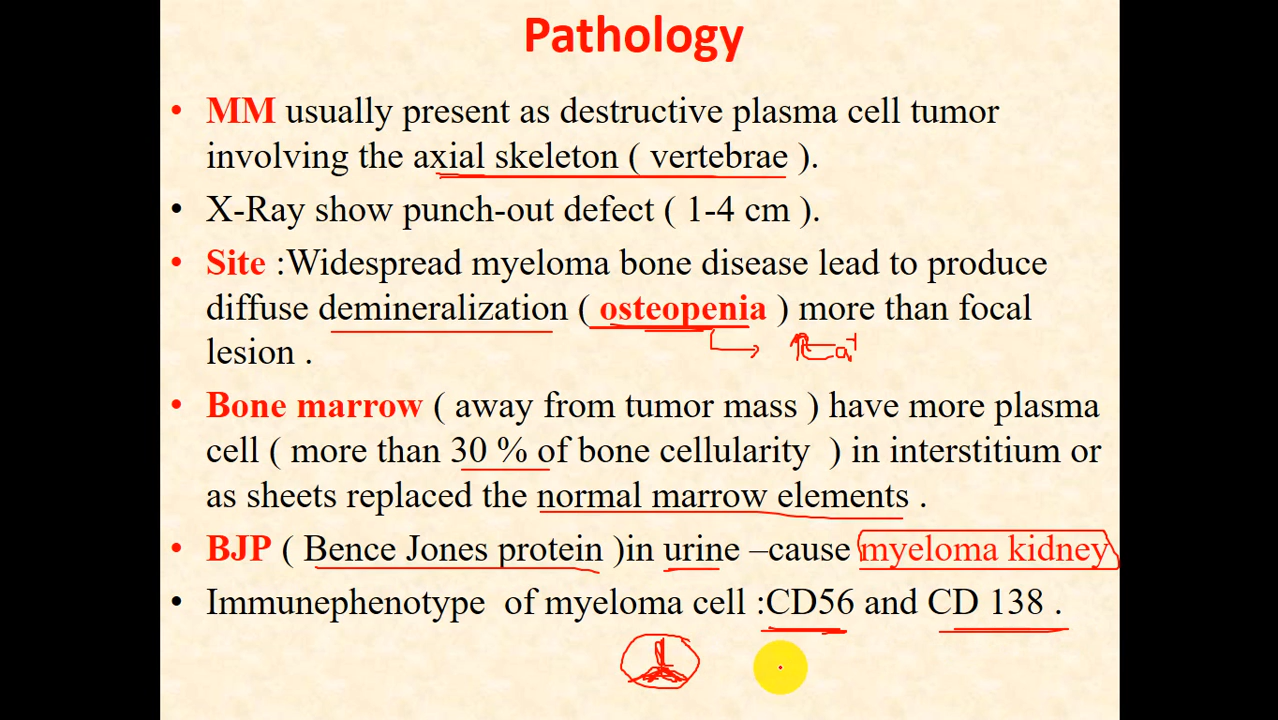 Pathology
• MM usually present as destructive plasma cell tumor
involving the axial skeleton ( vertebrae ).
• X-Ray show punch-out defect ( 1-4 cm ).
• Site :Widespread myeloma bone disease lead to produce
diffuse demineralization ( osteopenia ) more than focal
lesion .
• Bone marrow ( away from tumor mass ) have more plasma
cell ( more than 30 % of bone cellularity ) in interstitium or
as sheets replaced the normal marrow elements .
• BJP ( Bence Jones protein )in urine –cause myeloma kidney
• Immunephenotype of myeloma cell :CD56 and CD 138 .